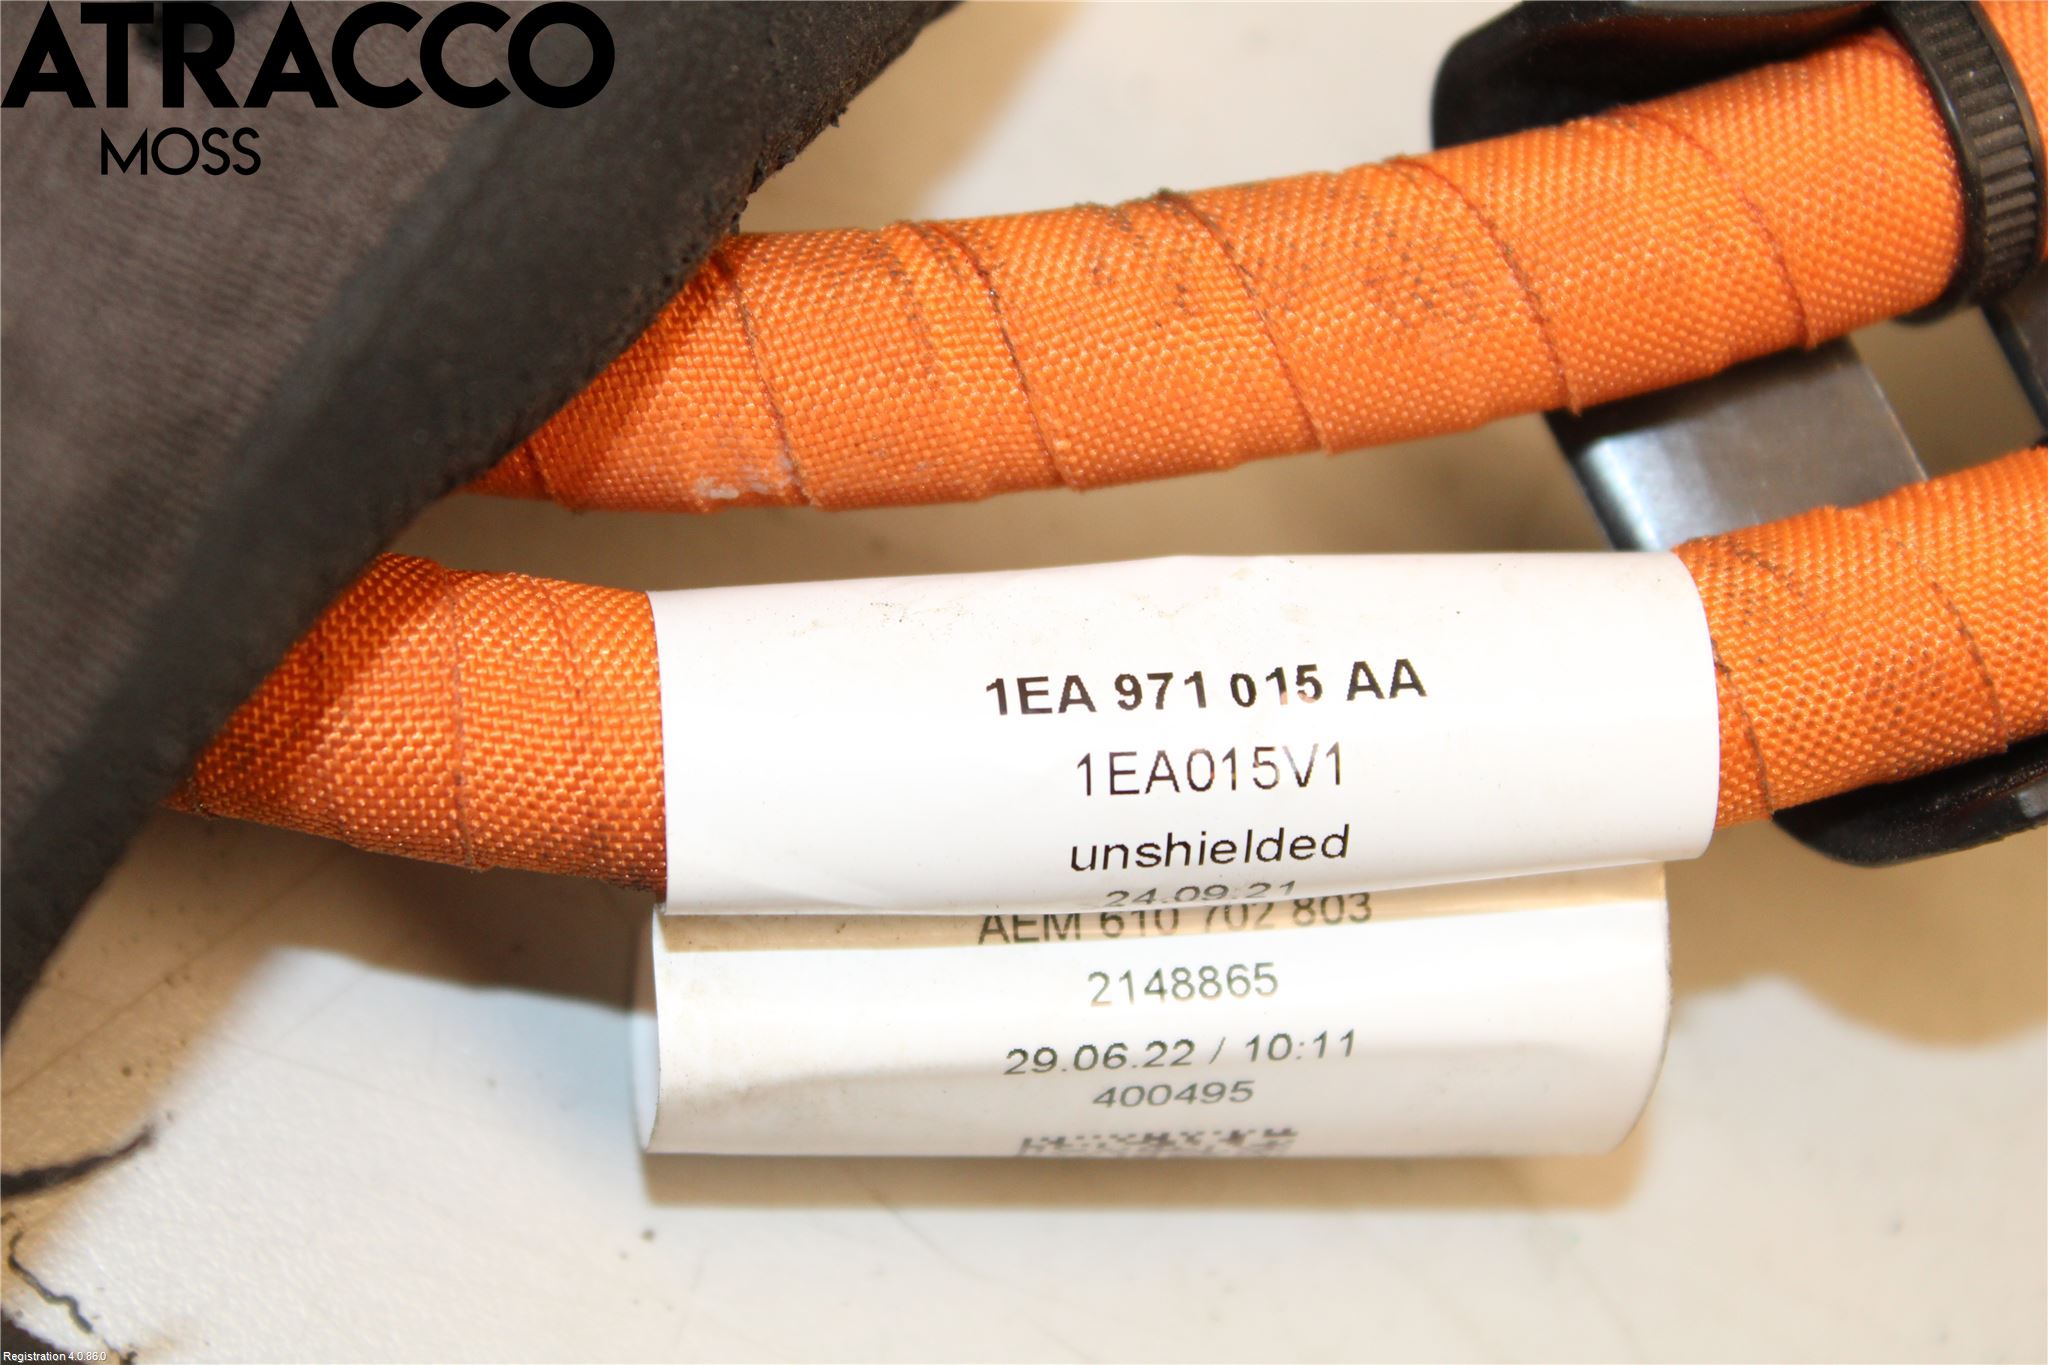 ATRACCO
MOSS
1EA 971 015 AA
1EA015V1
unshielded
24.09.21
AEM 610 702 803
2148865
29.06.22 / 10:11
400495
Registration 4.0.86.0